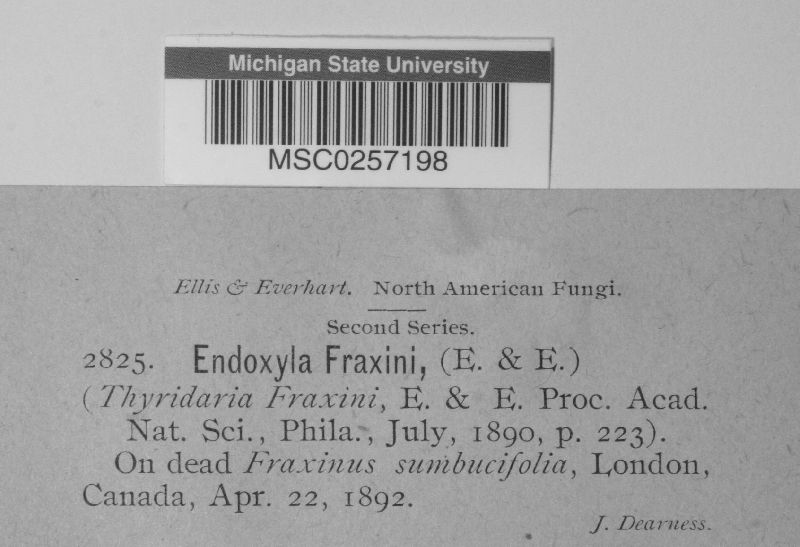 Michigan State University
MSC0257198
Ellis & Everhart. North American Fungi.
Second Series.
2825. Endoxyla Fraxini, (E. & E.)
(Thyridaria Fraxini, E. & E. Proc. Acad.
Nat. Sci., Phila., July, 1890, p. 223).
On dead Fraxinus sumbucifolia, London,
Canada, Apr. 22, 1892.
J. Dearness.